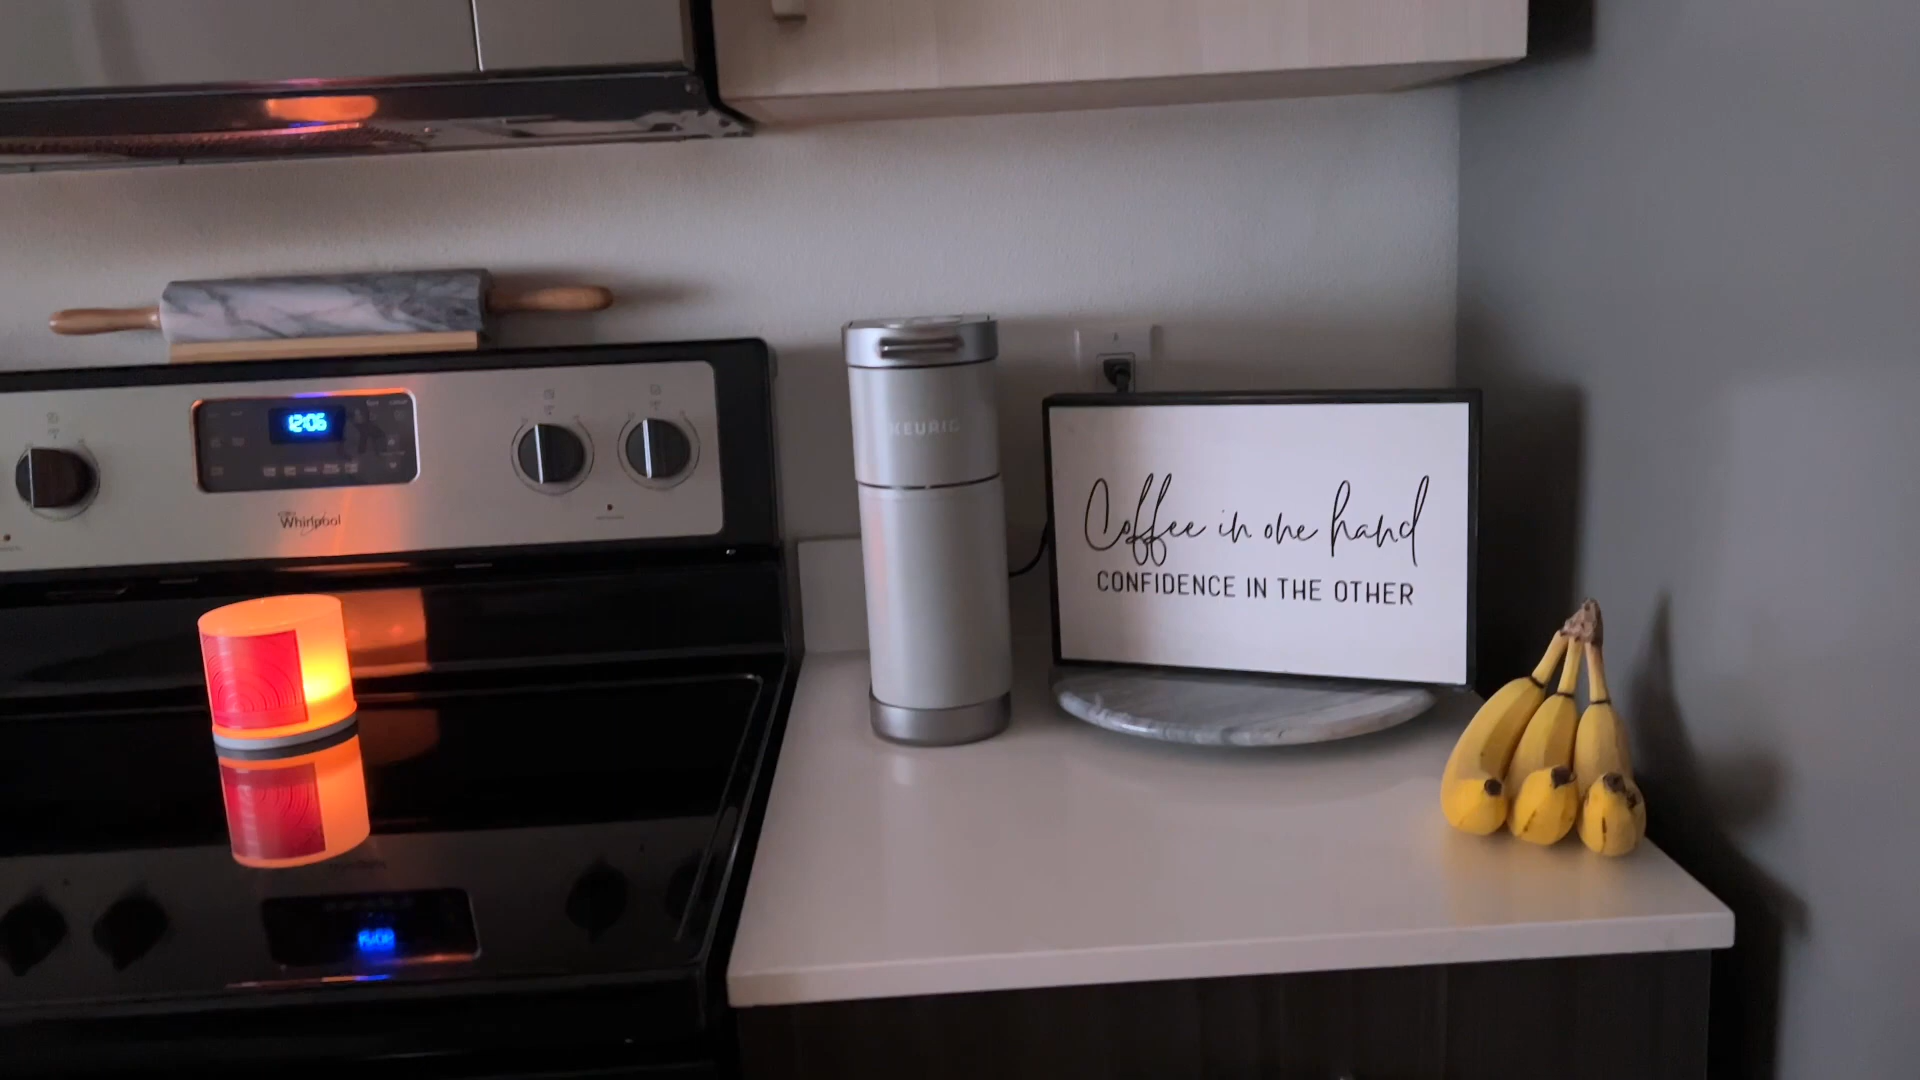 12:06
Whirlpool
KEURIG
Coffee in one hand
CONFIDENCE IN THE OTHER